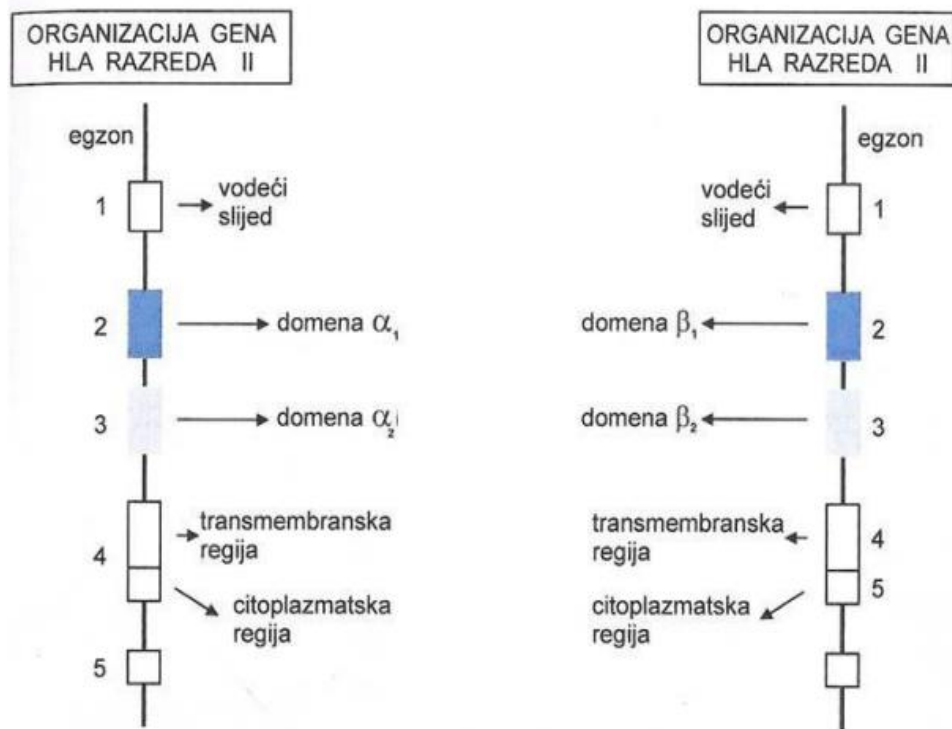 ORGANIZACIJA GENA
HLA RAZREDA II
egzon
1
vodeći
slijed
2
domena α₁
3
domena α₂(
4
transmembranska
regija
citoplazmatska
regija
5
ORGANIZACIJA GENA
HLA RAZREDA II
egzon
vodeći
slijed
1
domena β₁
2
domena β₂
3
transmembranska
regija
4
citoplazmatska
regija
5